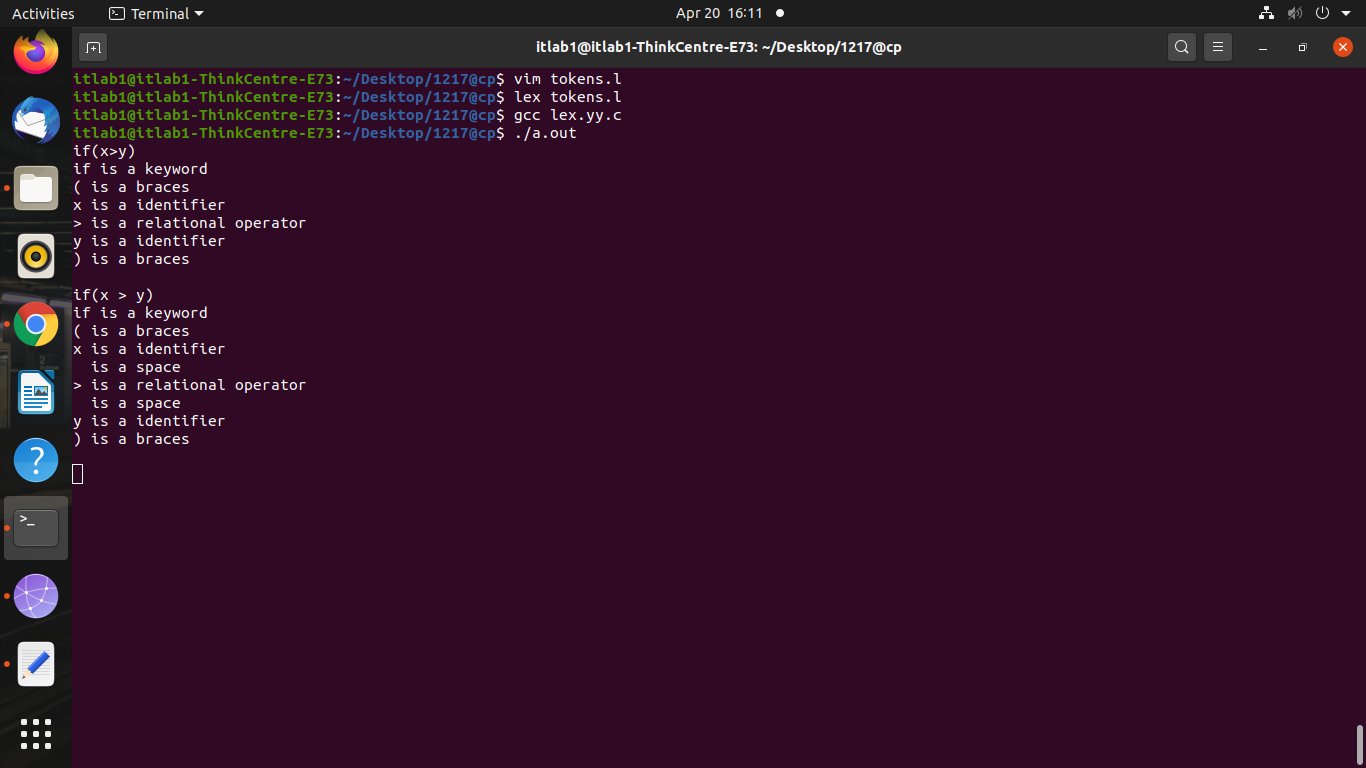 Activities
Terminal
Apr 20 16:11
itlab1@itlab1-ThinkCentre-E73: ~/Desktop/1217@cp
itlab1@itlab1-ThinkCentre-E73:~/Desktop/1217@cp$ vim tokens.l
itlab1@itlab1-ThinkCentre-E73:~/Desktop/1217@cp$ lex tokens.l
itlab1@itlab1-ThinkCentre-E73:~/Desktop/1217@cp$ gcc lex.yy.c
itlab1@itlab1-ThinkCentre-E73:~/Desktop/1217@cp$ ./a.out
if(x>y)
if is a keyword
( is a braces
x is a identifier
> is a relational operator
y is a identifier
) is a braces
if(x > y)
if is a keyword
( is a braces
x is a identifier
  is a space
> is a relational operator
  is a space
y is a identifier
) is a braces